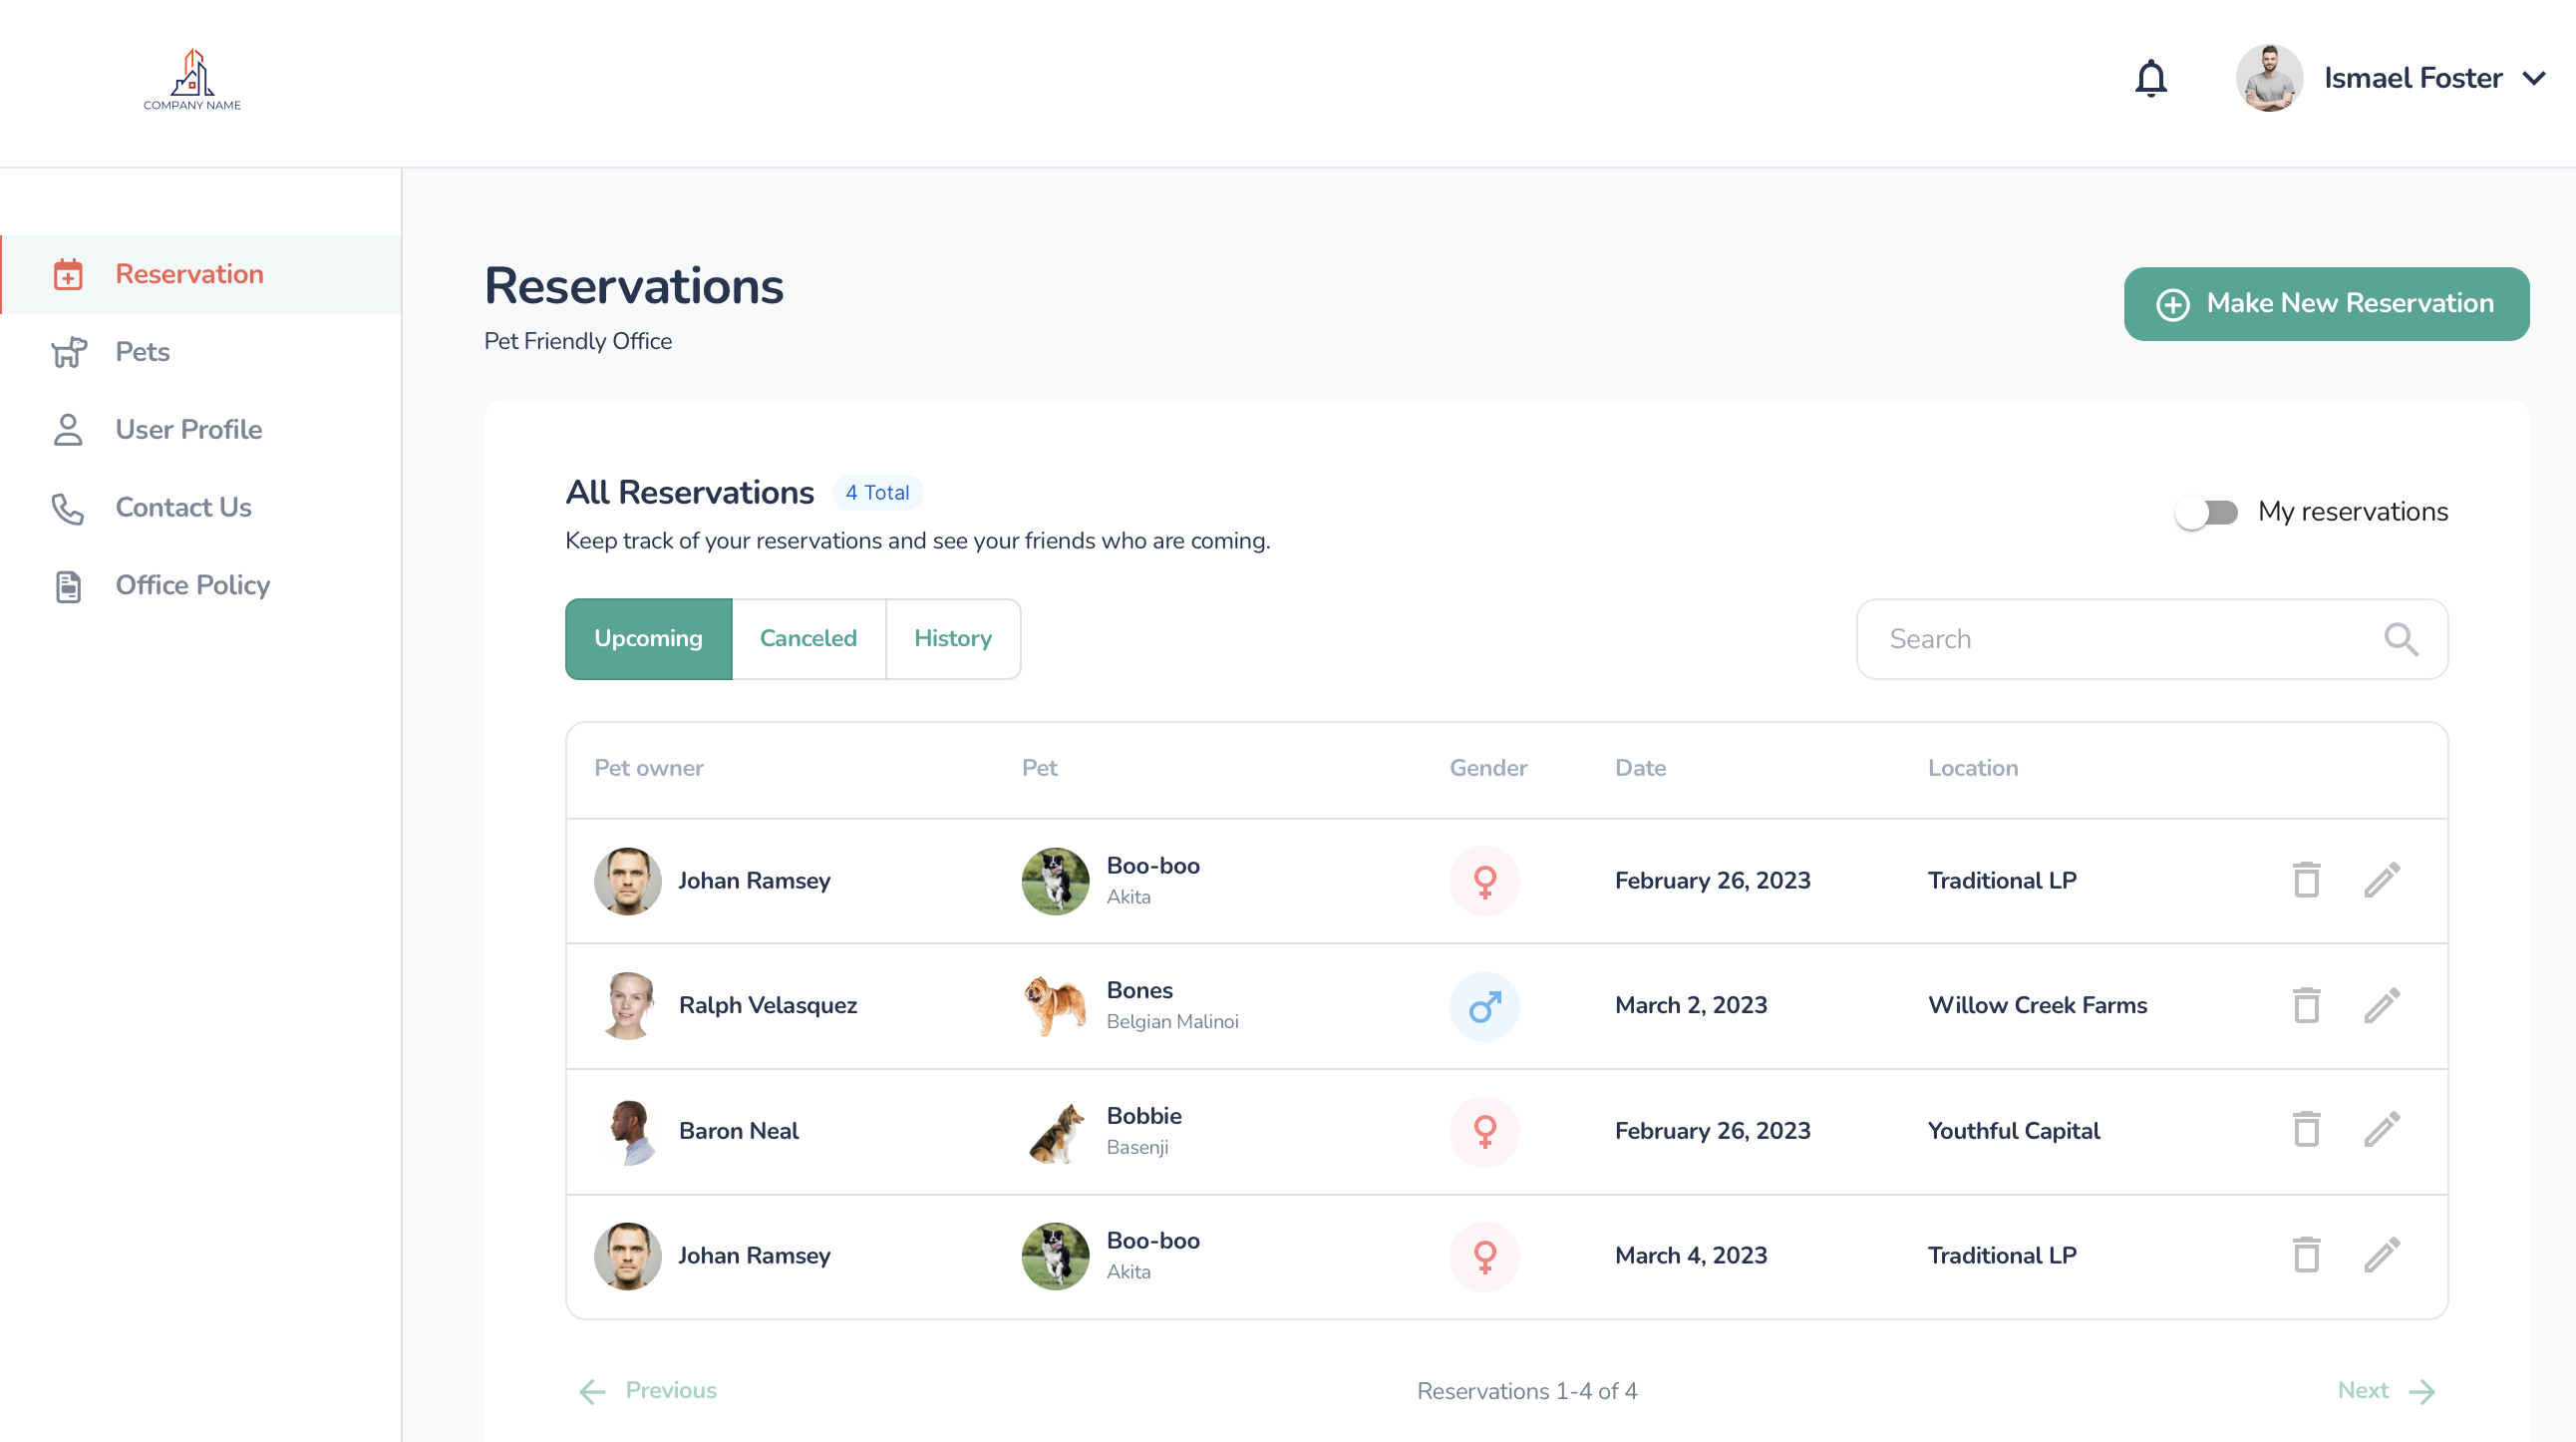 COMPANY NAME
Ismael Foster
Reservation
Pets
User Profile
Contact Us
Office Policy
Reservations
Pet Friendly Office
Make New Reservation
All Reservations 4 Total
Keep track of your reservations and see your friends who are coming.
My reservations
Upcoming Canceled History
Search
Pet owner Pet Gender Date Location
Johan Ramsey Boo-boo February 26, 2023 Traditional LP
Akita
Ralph Velasquez Bones March 2, 2023 Willow Creek Farms
Belgian Malinoi
Baron Neal Bobbie February 26, 2023 Youthful Capital
Basenji
Johan Ramsey Boo-boo March 4, 2023 Traditional LP
Akita
Previous Reservations 1-4 of 4 Next